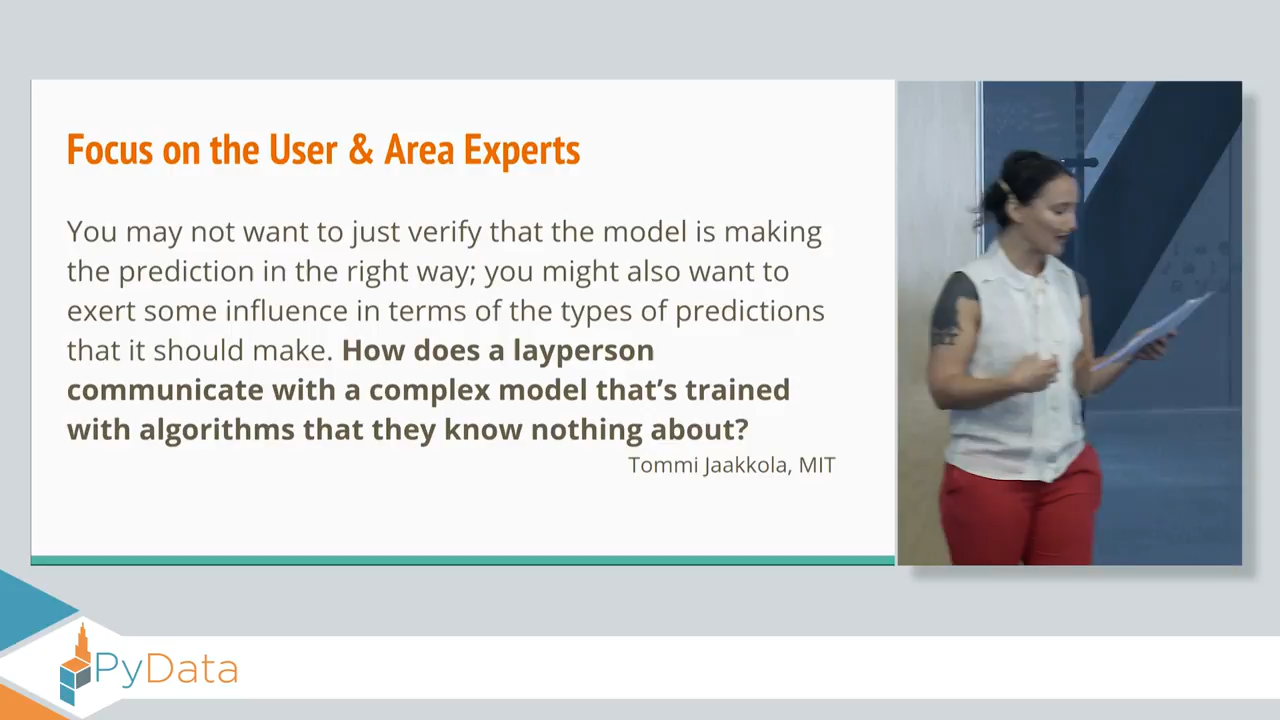 Focus on the User & Area Experts
You may not want to just verify that the model is making
the prediction in the right way; you might also want to
exert some influence in terms of the types of predictions
that it should make. How does a layperson
communicate with a complex model that's trained
with algorithms that they know nothing about?
Tommi Jaakkola, MIT
PyData